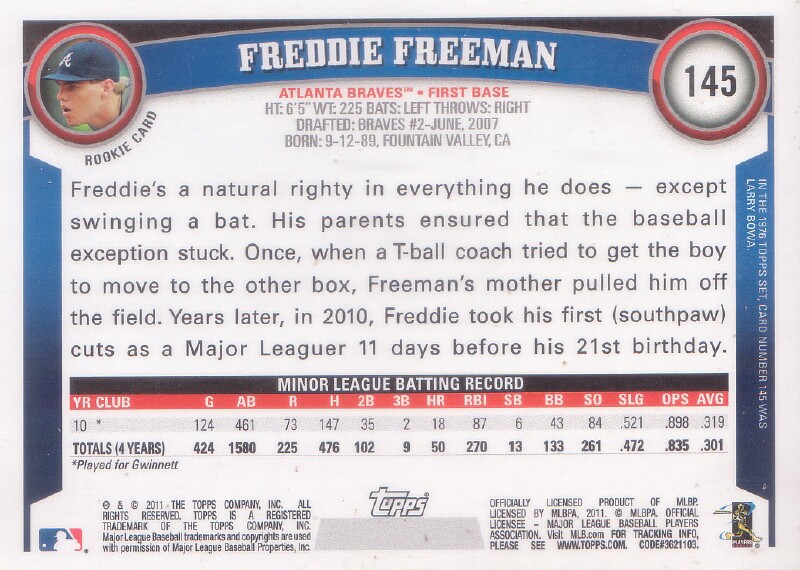 FREDDIE FREEMAN
145
ROOKIE CARD
ATLANTA BRAVES™ • FIRST BASE
HT: 6'5" WT: 225 BATS: LEFT THROWS: RIGHT
DRAFTED: BRAVES #2-JUNE, 2007
BORN: 9-12-89, FOUNTAIN VALLEY, CA
Freddie's a natural righty in everything he does — except
swinging a bat. His parents ensured that the baseball
exception stuck. Once, when a T-ball coach tried to get the boy
to move to the other box, Freeman's mother pulled him off
the field. Years later, in 2010, Freddie took his first (southpaw)
cuts as a Major Leaguer 11 days before his 21st birthday.
IN THE 1976 TOPPS SET, CARD NUMBER 145 WAS
LARRY BOWA.
MINOR LEAGUE BATTING RECORD
YR CLUB G AB R H 2B 3B HR RBI SB BB SO SLG OPS AVG
10 * 124 461 73 147 35 2 18 87 6 43 84 .521 .898 .319
TOTALS (4 YEARS) 424 1580 225 476 102 9 50 270 13 133 261 .472 .835 .301
*Played for Gwinnett
® & © 2011 THE TOPPS COMPANY, INC. ALL
RIGHTS RESERVED. TOPPS IS A REGISTERED
TRADEMARK OF THE TOPPS COMPANY, INC.
Major League Baseball trademarks and copyrights are used
with permission of Major League Baseball Properties, Inc.
TOPPS
OFFICIALLY LICENSED PRODUCT OF MLBP.
LICENSED BY MLBPA, 2011. © MLBPA. OFFICIAL
LICENSEE - MAJOR LEAGUE BASEBALL PLAYERS
ASSOCIATION. Visit MLB.com FOR TRACKING INFO,
PLEASE SEE WWW.TOPPS.COM. CODE#3621103.